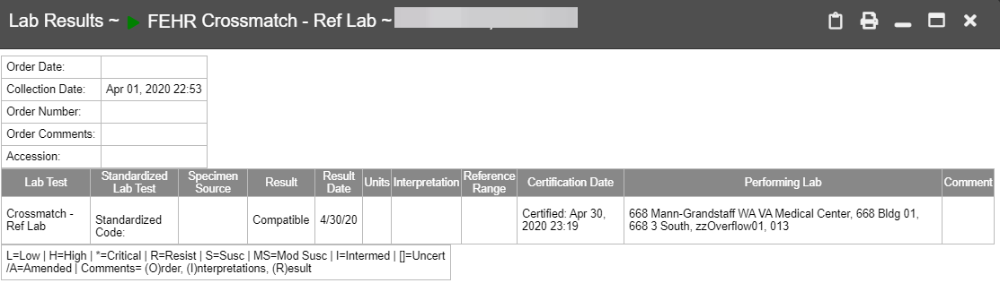 Lab Results ~ FEHR Crossmatch - Ref Lab ~
Order Date:
Collection Date: Apr 01, 2020 22:53
Order Number:
Order Comments:
Accession:
Lab Test Standardized Lab Test Specimen Source Result Result Date Units Interpretation Reference Range Certification Date Performing Lab Comment
Crossmatch - Ref Lab Standardized Code: Compatible 4/30/20 Certified: Apr 30, 2020 23:19 668 Mann-Grandstaff WA VA Medical Center, 668 Bldg 01, 668 3 South, zzOverflow01, 013
L=Low | H=High | *=Critical | R=Resist | S=Susc | MS=Mod Susc | I=Intermed | []=Uncert
/A=Amended | Comments= (O)rder, (I)nterpretations, (R)esult